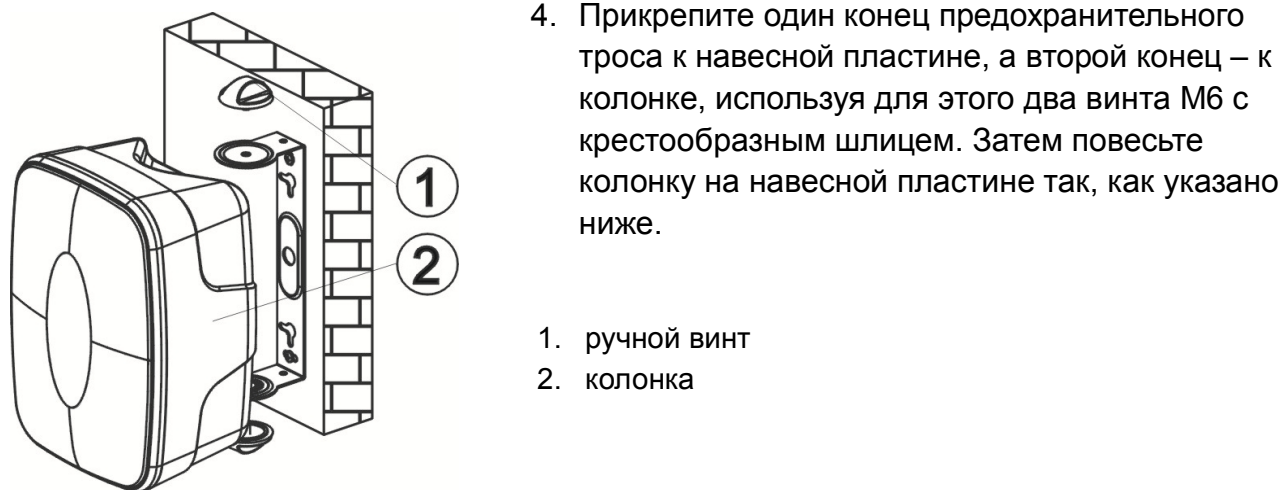 4. Прикрепите один конец предохранительного
троса к навесной пластине, а второй конец – к
колонке, используя для этого два винта М6 с
крестообразным шлицем. Затем повесьте
колонку на навесной пластине так, как указано
ниже.
1
2
1. ручной винт
2. колонка